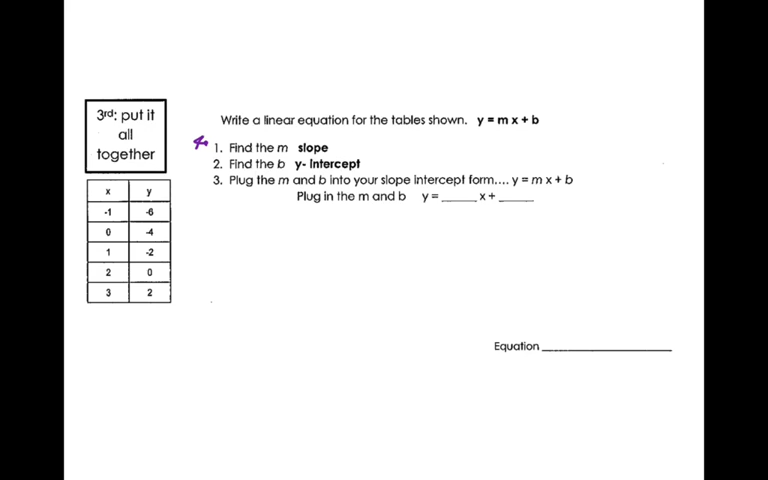 3rd: put it
all
together
Write a linear equation for the tables shown. y = m x + b
1. Find the m slope
2. Find the b y- intercept
3. Plug the m and b into your slope intercept form.... y = m x + b
Plug in the m and b y = _____ x + _____
x y
-1 -6
0 -4
1 -2
2 0
3 2
Equation ___________________